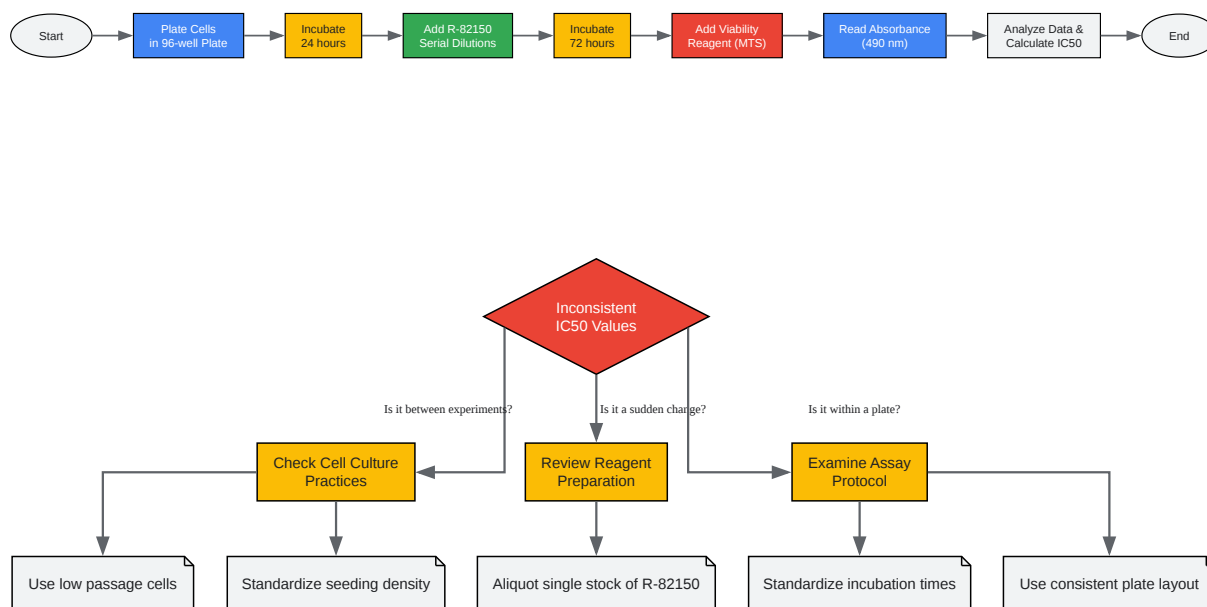 Start
Plate Cells
in 96-well Plate
Incubate
24 hours
Add R-82150
Serial Dilutions
Incubate
72 hours
Add Viability
Reagent (MTS)
Read Absorbance
(490 nm)
Analyze Data &
Calculate IC50
End
Inconsistent
IC50 Values
Is it between experiments?
Is it a sudden change?
Is it within a plate?
Check Cell Culture
Practices
Review Reagent
Preparation
Examine Assay
Protocol
Use low passage cells
Standardize seeding density
Aliquot single stock of R-82150
Standardize incubation times
Use consistent plate layout